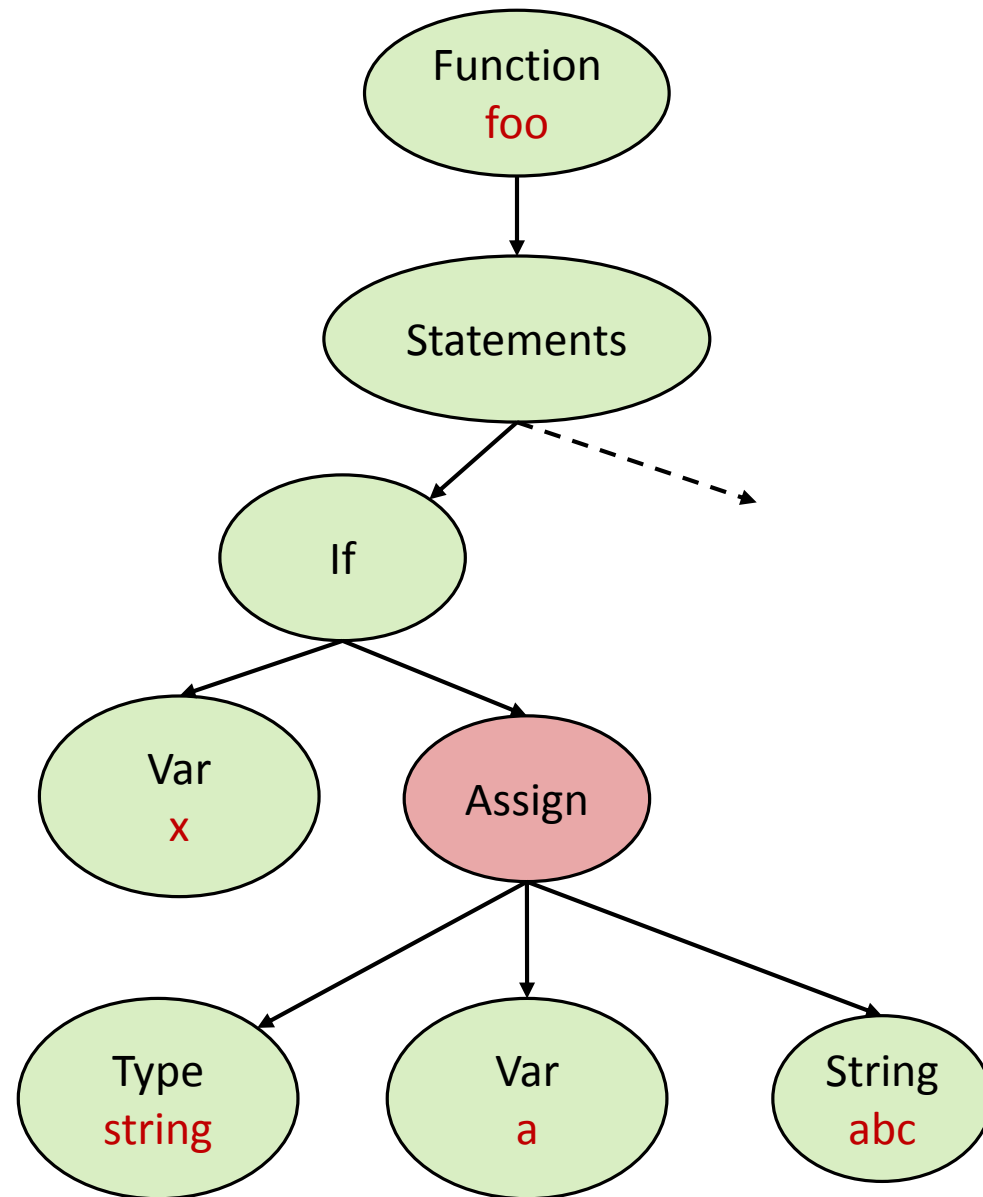 Function
foo
Statements
If
Var
x
Assign
Type
string
Var
a
String
abc